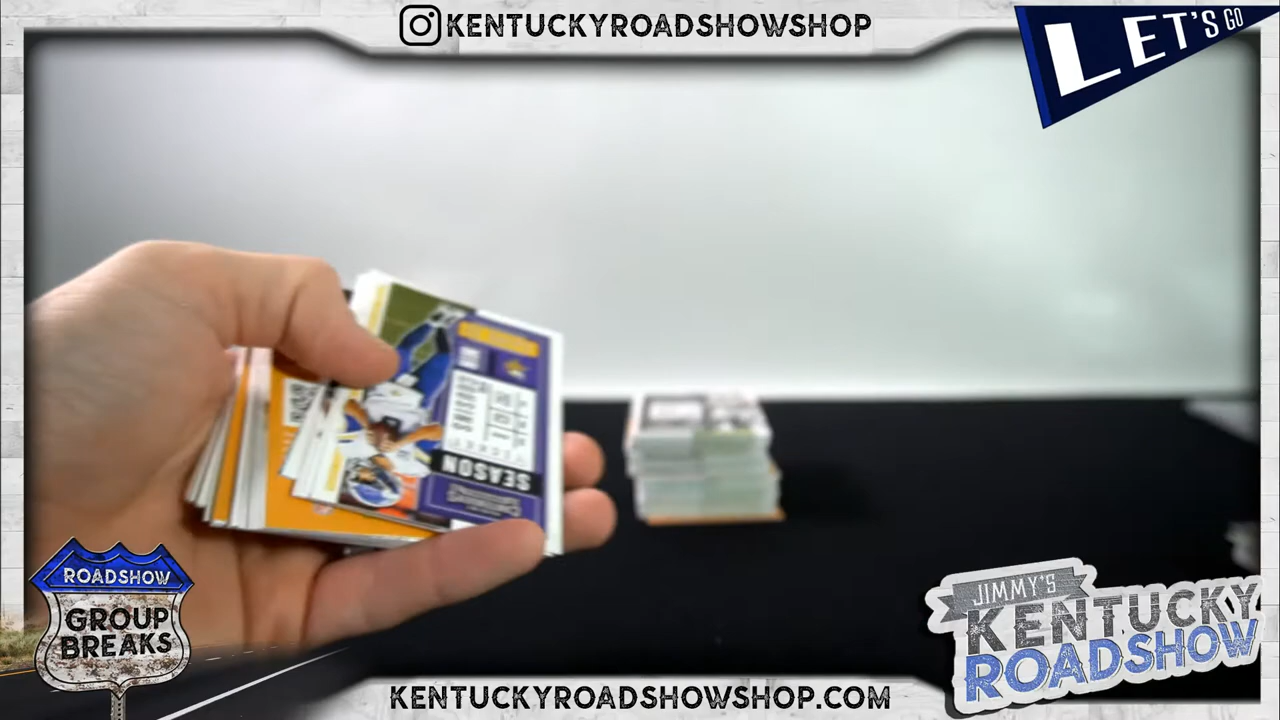 KENTUCKYROADSHOWSHOP
LET'S GO
SEASON
ROADSHOW
GROUP
BREAKS
JIMMY'S
KENTUCKY
ROADSHOW
KENTUCKYROADSHOWSHOP.COM